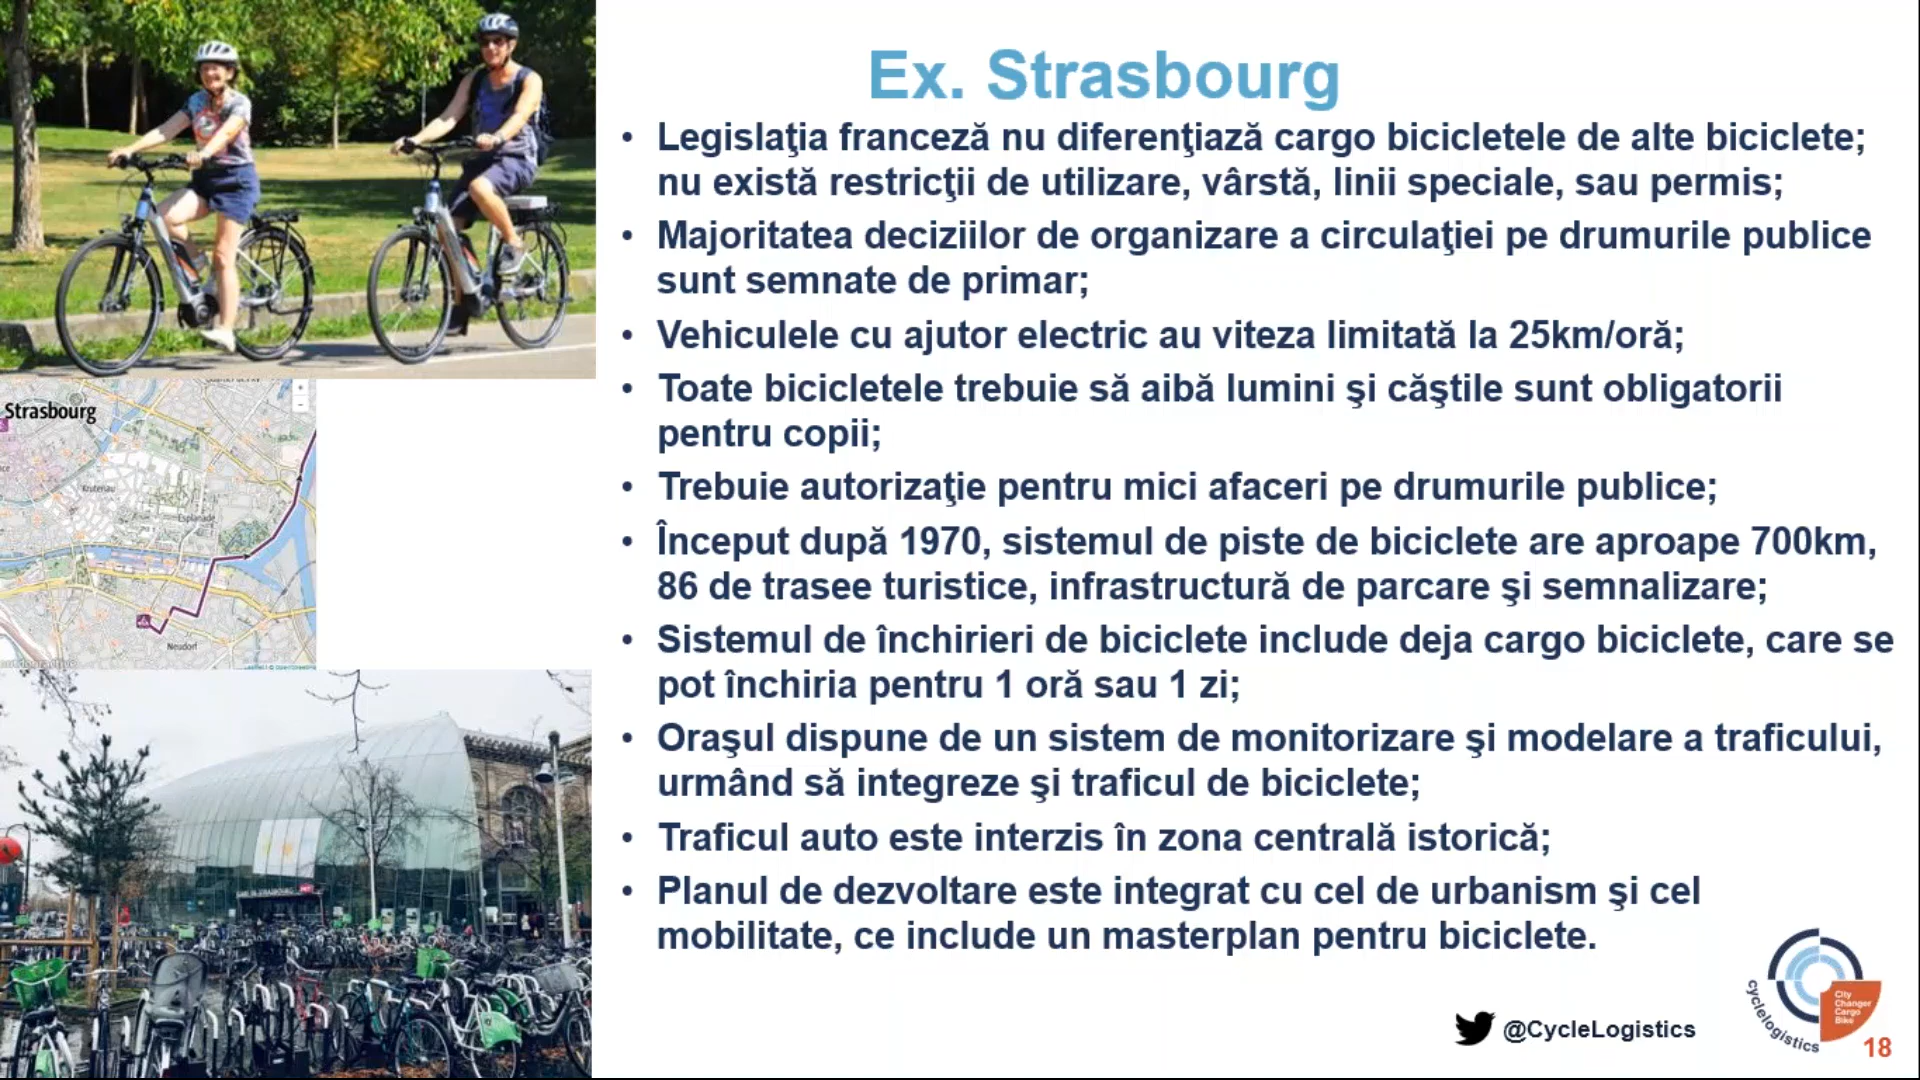 Ex. Strasbourg
• Legislaţia franceză nu diferenţiază cargo bicicletele de alte biciclete;
nu există restricţii de utilizare, vârstă, linii speciale, sau permis;
• Majoritatea deciziilor de organizare a circulaţiei pe drumurile publice
sunt semnate de primar;
• Vehiculele cu ajutor electric au viteza limitată la 25km/oră;
• Toate bicicletele trebuie să aibă lumini şi căştile sunt obligatorii
pentru copii;
• Trebuie autorizaţie pentru mici afaceri pe drumurile publice;
• Început după 1970, sistemul de piste de biciclete are aproape 700km,
86 de trasee turistice, infrastructură de parcare şi semnalizare;
• Sistemul de închirieri de biciclete include deja cargo biciclete, care se
pot închiria pentru 1 oră sau 1 zi;
• Oraşul dispune de un sistem de monitorizare şi modelare a traficului,
urmând să integreze şi traficul de biciclete;
• Traficul auto este interzis în zona centrală istorică;
• Planul de dezvoltare este integrat cu cel de urbanism şi cel
mobilitate, ce include un masterplan pentru biciclete.
Strasbourg
Krutenau
Esplanade
Neudorf
@CycleLogistics
cyclelogistics
City
Changer
Cargo
Bike
18